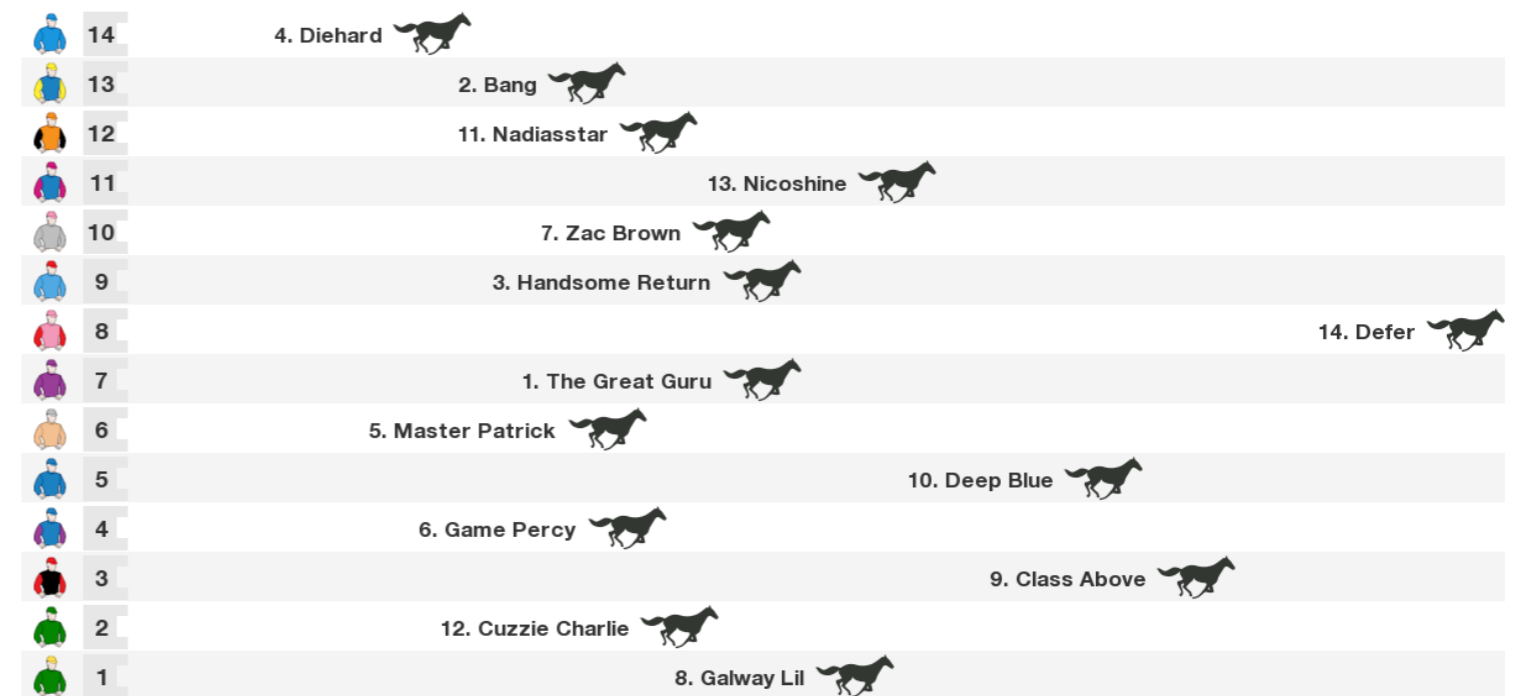 14 4. Diehard
13 2. Bang
12 11. Nadiasstar
11 13. Nicoshine
10 7. Zac Brown
9 3. Handsome Return
8 14. Defer
7 1. The Great Guru
6 5. Master Patrick
5 10. Deep Blue
4 6. Game Percy
3 9. Class Above
2 12. Cuzzie Charlie
1 8. Galway Lil